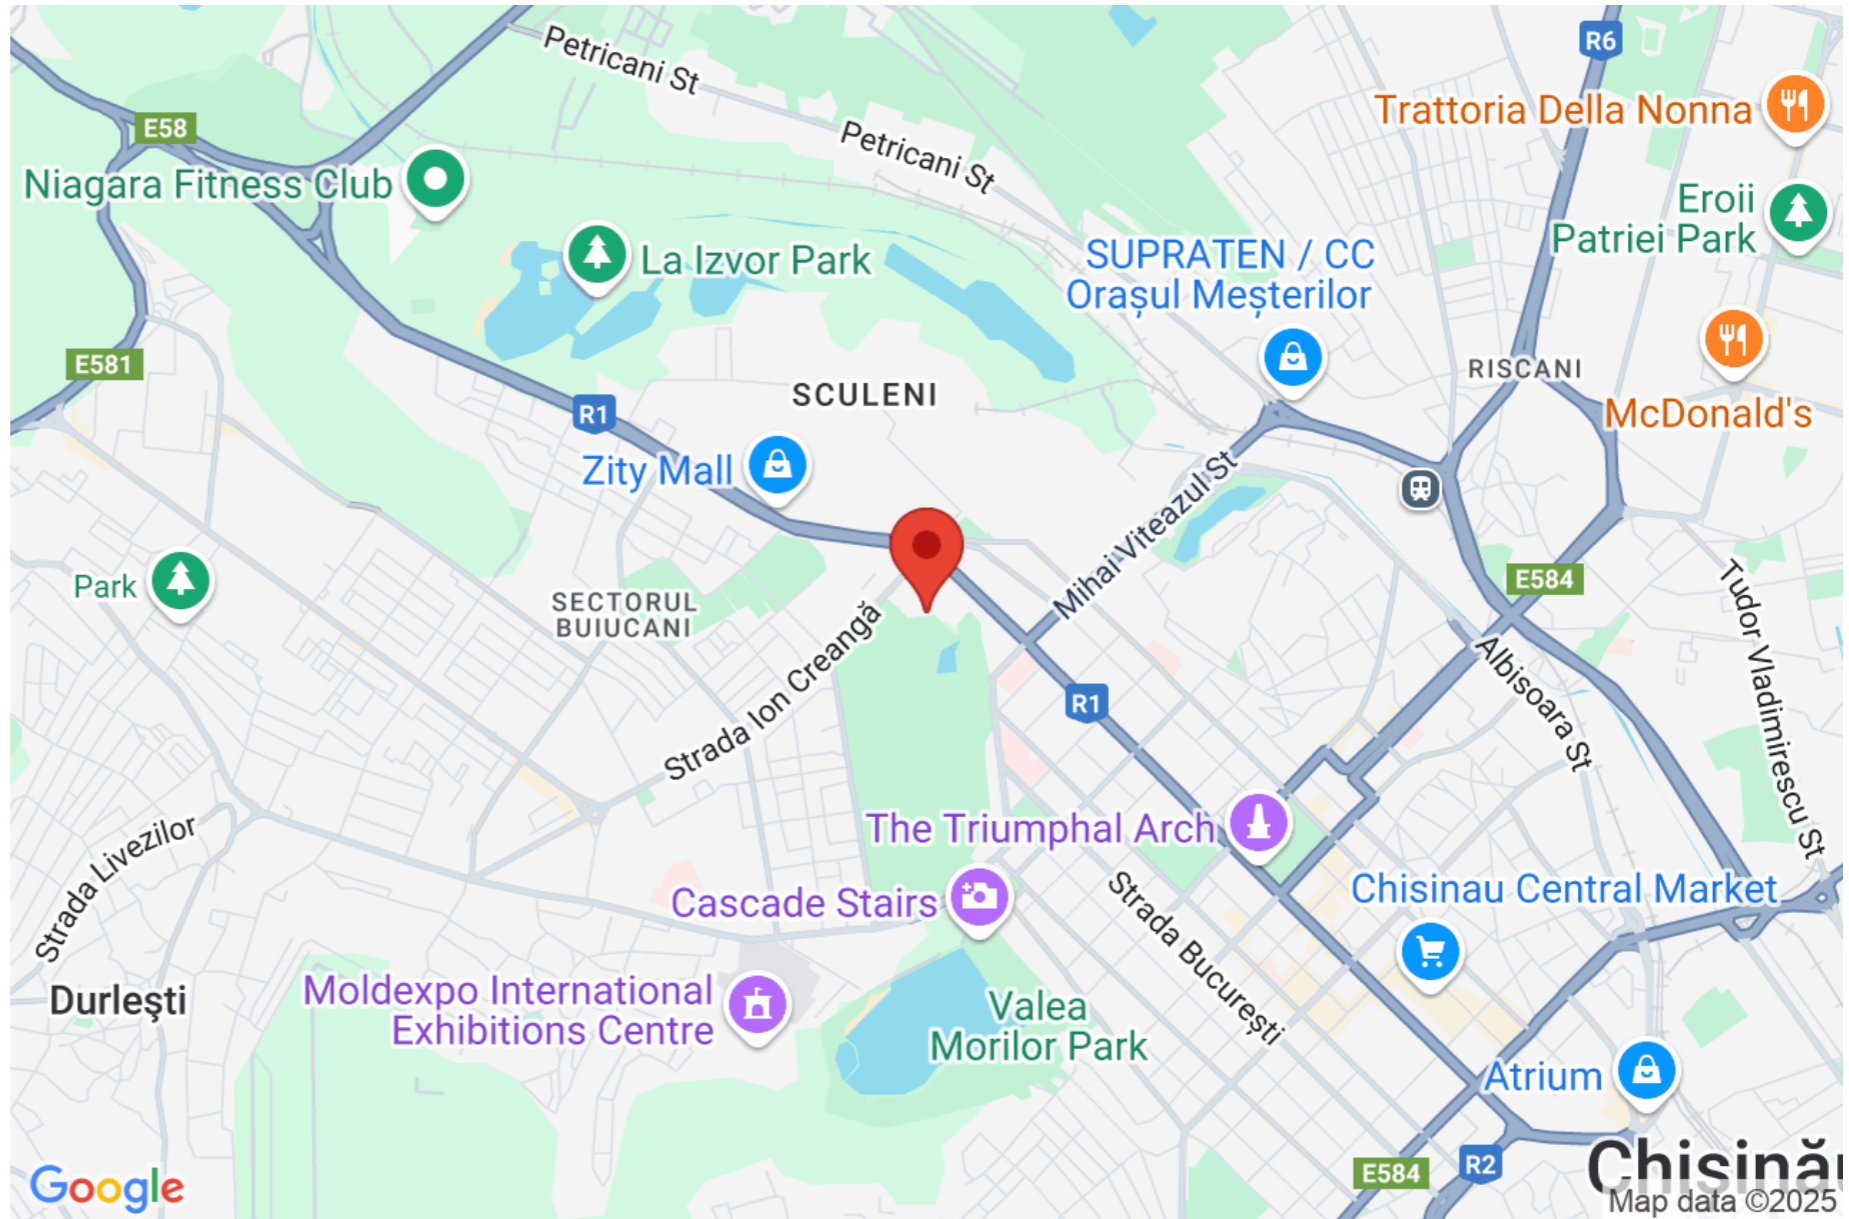 Petricani St
R6
Trattoria Della Nonna
E58
Petricani St
Niagara Fitness Club
Eroii
Patriei Park
La Izvor Park
SUPRATEN / CC
Orașul Meșterilor
E581
SCULENI
RISCANI
R1
McDonald's
Zity Mall
Mihai Viteazul St
Park
SECTORUL
BUIUCANI
E584
Tudor Vladimirescu St
Strada Ion Creangă
Albisoara St
R1
The Triumphal Arch
Strada Livezilor
Cascade Stairs
Strada București
Chisinau Central Market
Durleşti
Moldexpo International
Exhibitions Centre
Valea
Morilor Park
Atrium
E584
R2
Chișinău
Google
Map data ©2025